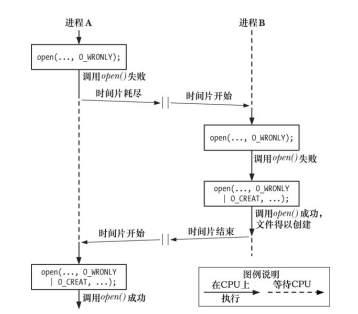 进程A
进程B
open(..., O_WRONLY);
调用open()失败
时间片耗尽
时间片开始
open(..., O_WRONLY);
调用open()失败
open(..., O_WRONLY
| O_CREAT, ...);
调用open()成功，
文件得以创建
时间片开始
时间片结束
open(..., O_WRONLY
| O_CREAT, ...);
调用open()成功
图例说明
在CPU上
执行
等待CPU